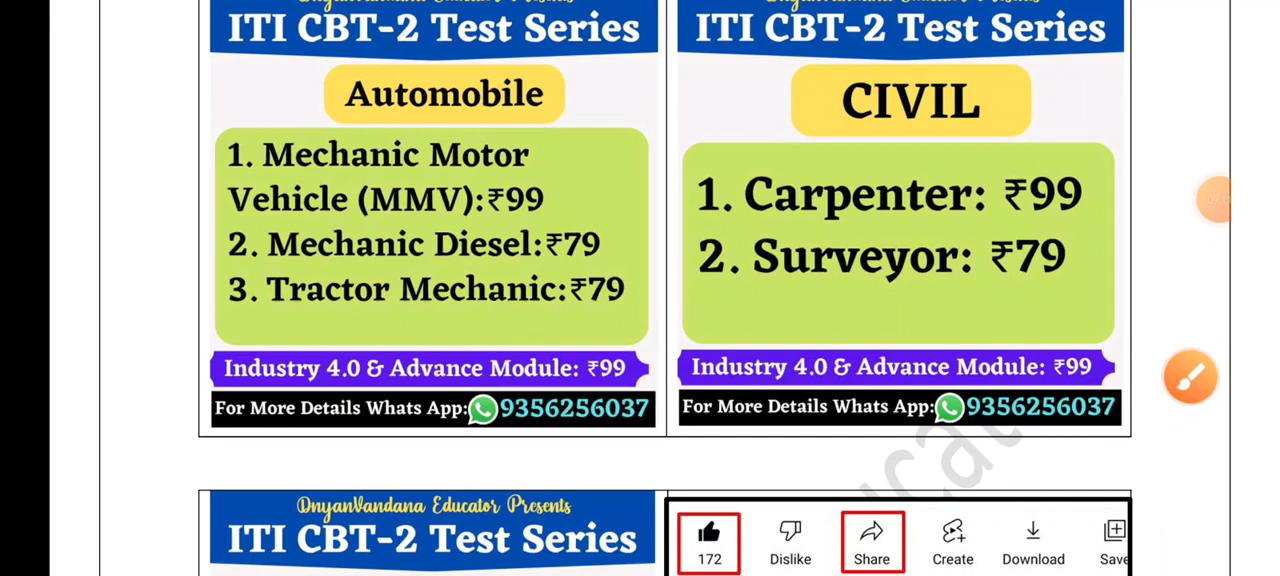 ITI CBT-2 Test Series
Automobile
1. Mechanic Motor
Vehicle (MMV):₹99
2. Mechanic Diesel:₹79
3. Tractor Mechanic:₹79
Industry 4.0 & Advance Module: ₹99
For More Details Whats App: 9356256037
ITI CBT-2 Test Series
CIVIL
1. Carpenter: ₹99
2. Surveyor: ₹79
Industry 4.0 & Advance Module: ₹99
For More Details Whats App: 9356256037
DnyanVandana Educator Presents
ITI CBT-2 Test Series
172 Dislike Share Create Download Save